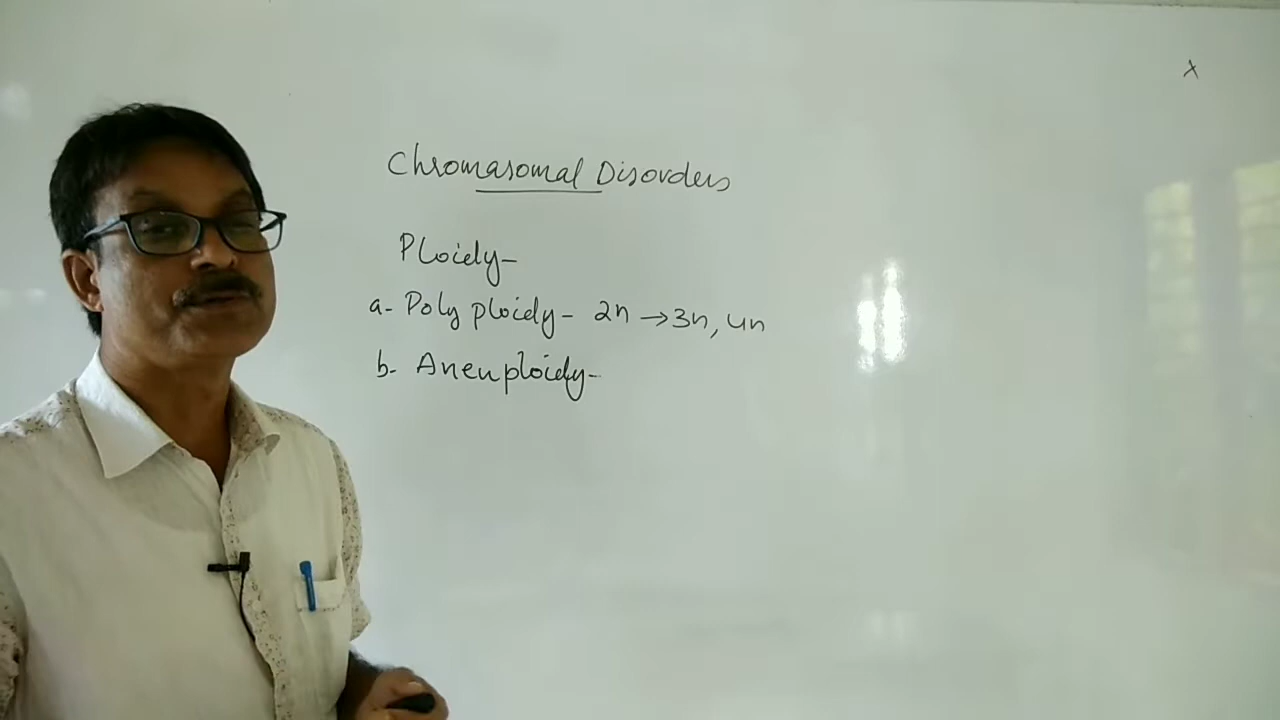 x
Chromasomal Disorders
Ploidy-
a- Poly ploidy- 2n →3n, 4n
b- Aneuploidy-